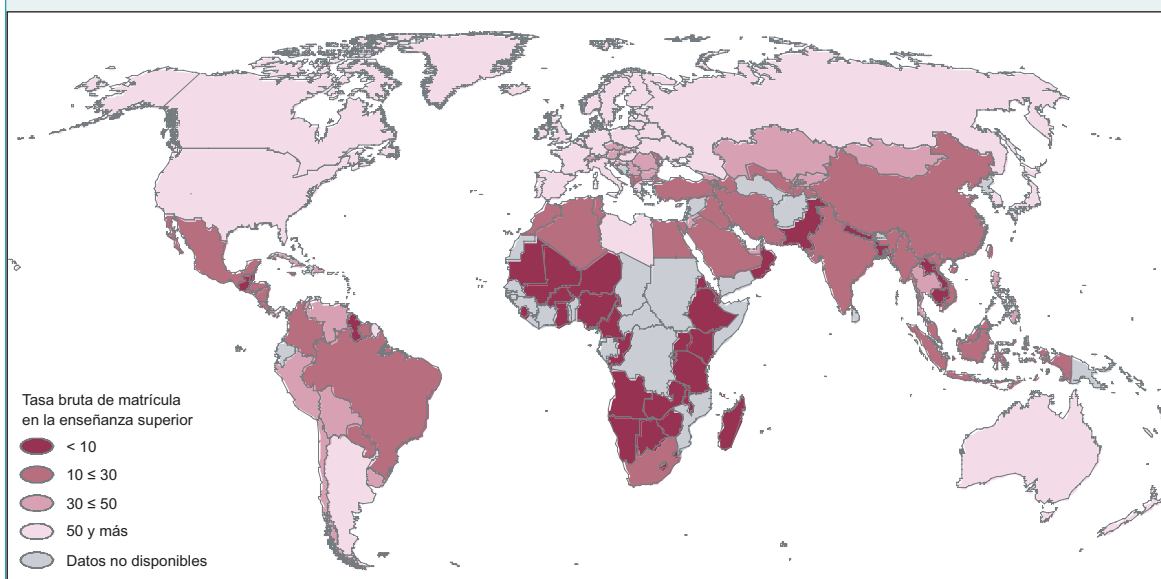 Tasa bruta de matrícula
en la enseñanza superior
< 10
10 ≤ 30
30 ≤ 50
50 y más
Datos no disponibles